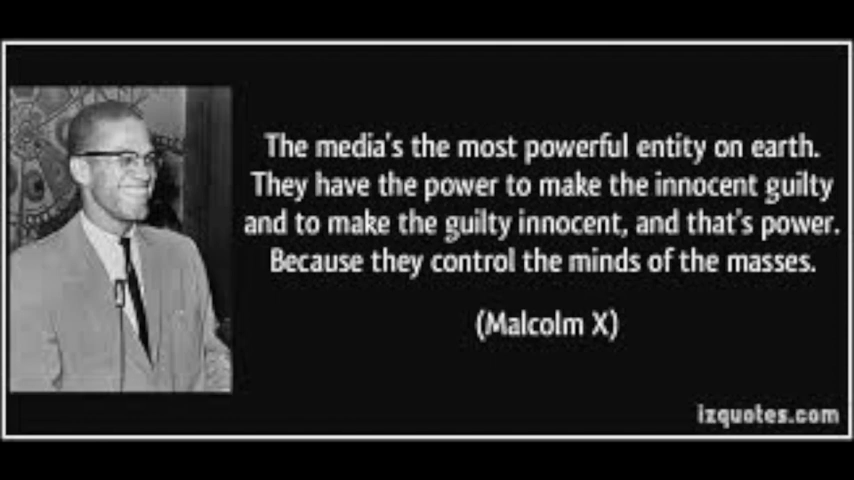 The media's the most powerful entity on earth.
They have the power to make the innocent guilty
and to make the guilty innocent, and that's power.
Because they control the minds of the masses.
(Malcolm X)
izquotes.com